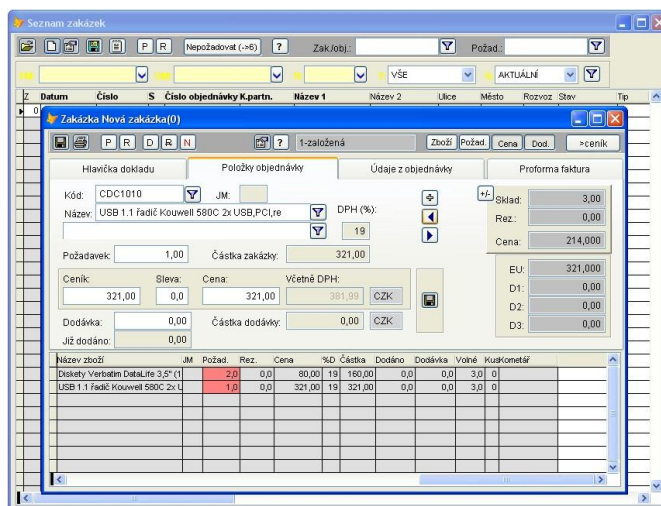 Seznam zakázek
P R Nepožadovat (->6) ? Zak./obj.: Požad.:
VŠE AKTUÁLNÍ
Z Datum Číslo S Číslo objednávky K.partn. Název 1 Název 2 Ulice Město Rozvoz Stav Tip
0
Zakázka Nová zakázka(0)
P R D R N ? 1-založená Zboží Požad. Cena Dod. >ceník
Hlavička dokladu Položky objednávky Údaje z objednávky Proforma faktura
Kód: CDC1010 JM: +/- Sklad: 3,00
Název: USB 1.1 řadič Kouwell 580C 2x USB,PCI,re DPH (%): Rez.: 0,00
19 Cena: 214,000
Požadavek: 1,00 Částka zakázky: 321,00
EU: 321,000
Ceník: Sleva: Cena: Včetně DPH: D1: 0,00
321,00 0,0 321,00 381,99 CZK D2: 0,00
Dodávka: 0,00 Částka dodávky: 0,00 CZK D3: 0,00
Již dodáno: 0,00
Název zboží JM Požad. Rez. Cena %D Částka Dodáno Dodávka Volné Kus Kometář
Diskety Verbatim DataLife 3,5" (1 2,0 0,0 80,00 19 160,00 0,0 0,0 3,0 0
USB 1.1 řadič Kouwell 580C 2x U 1,0 0,0 321,00 19 321,00 0,0 0,0 3,0 0